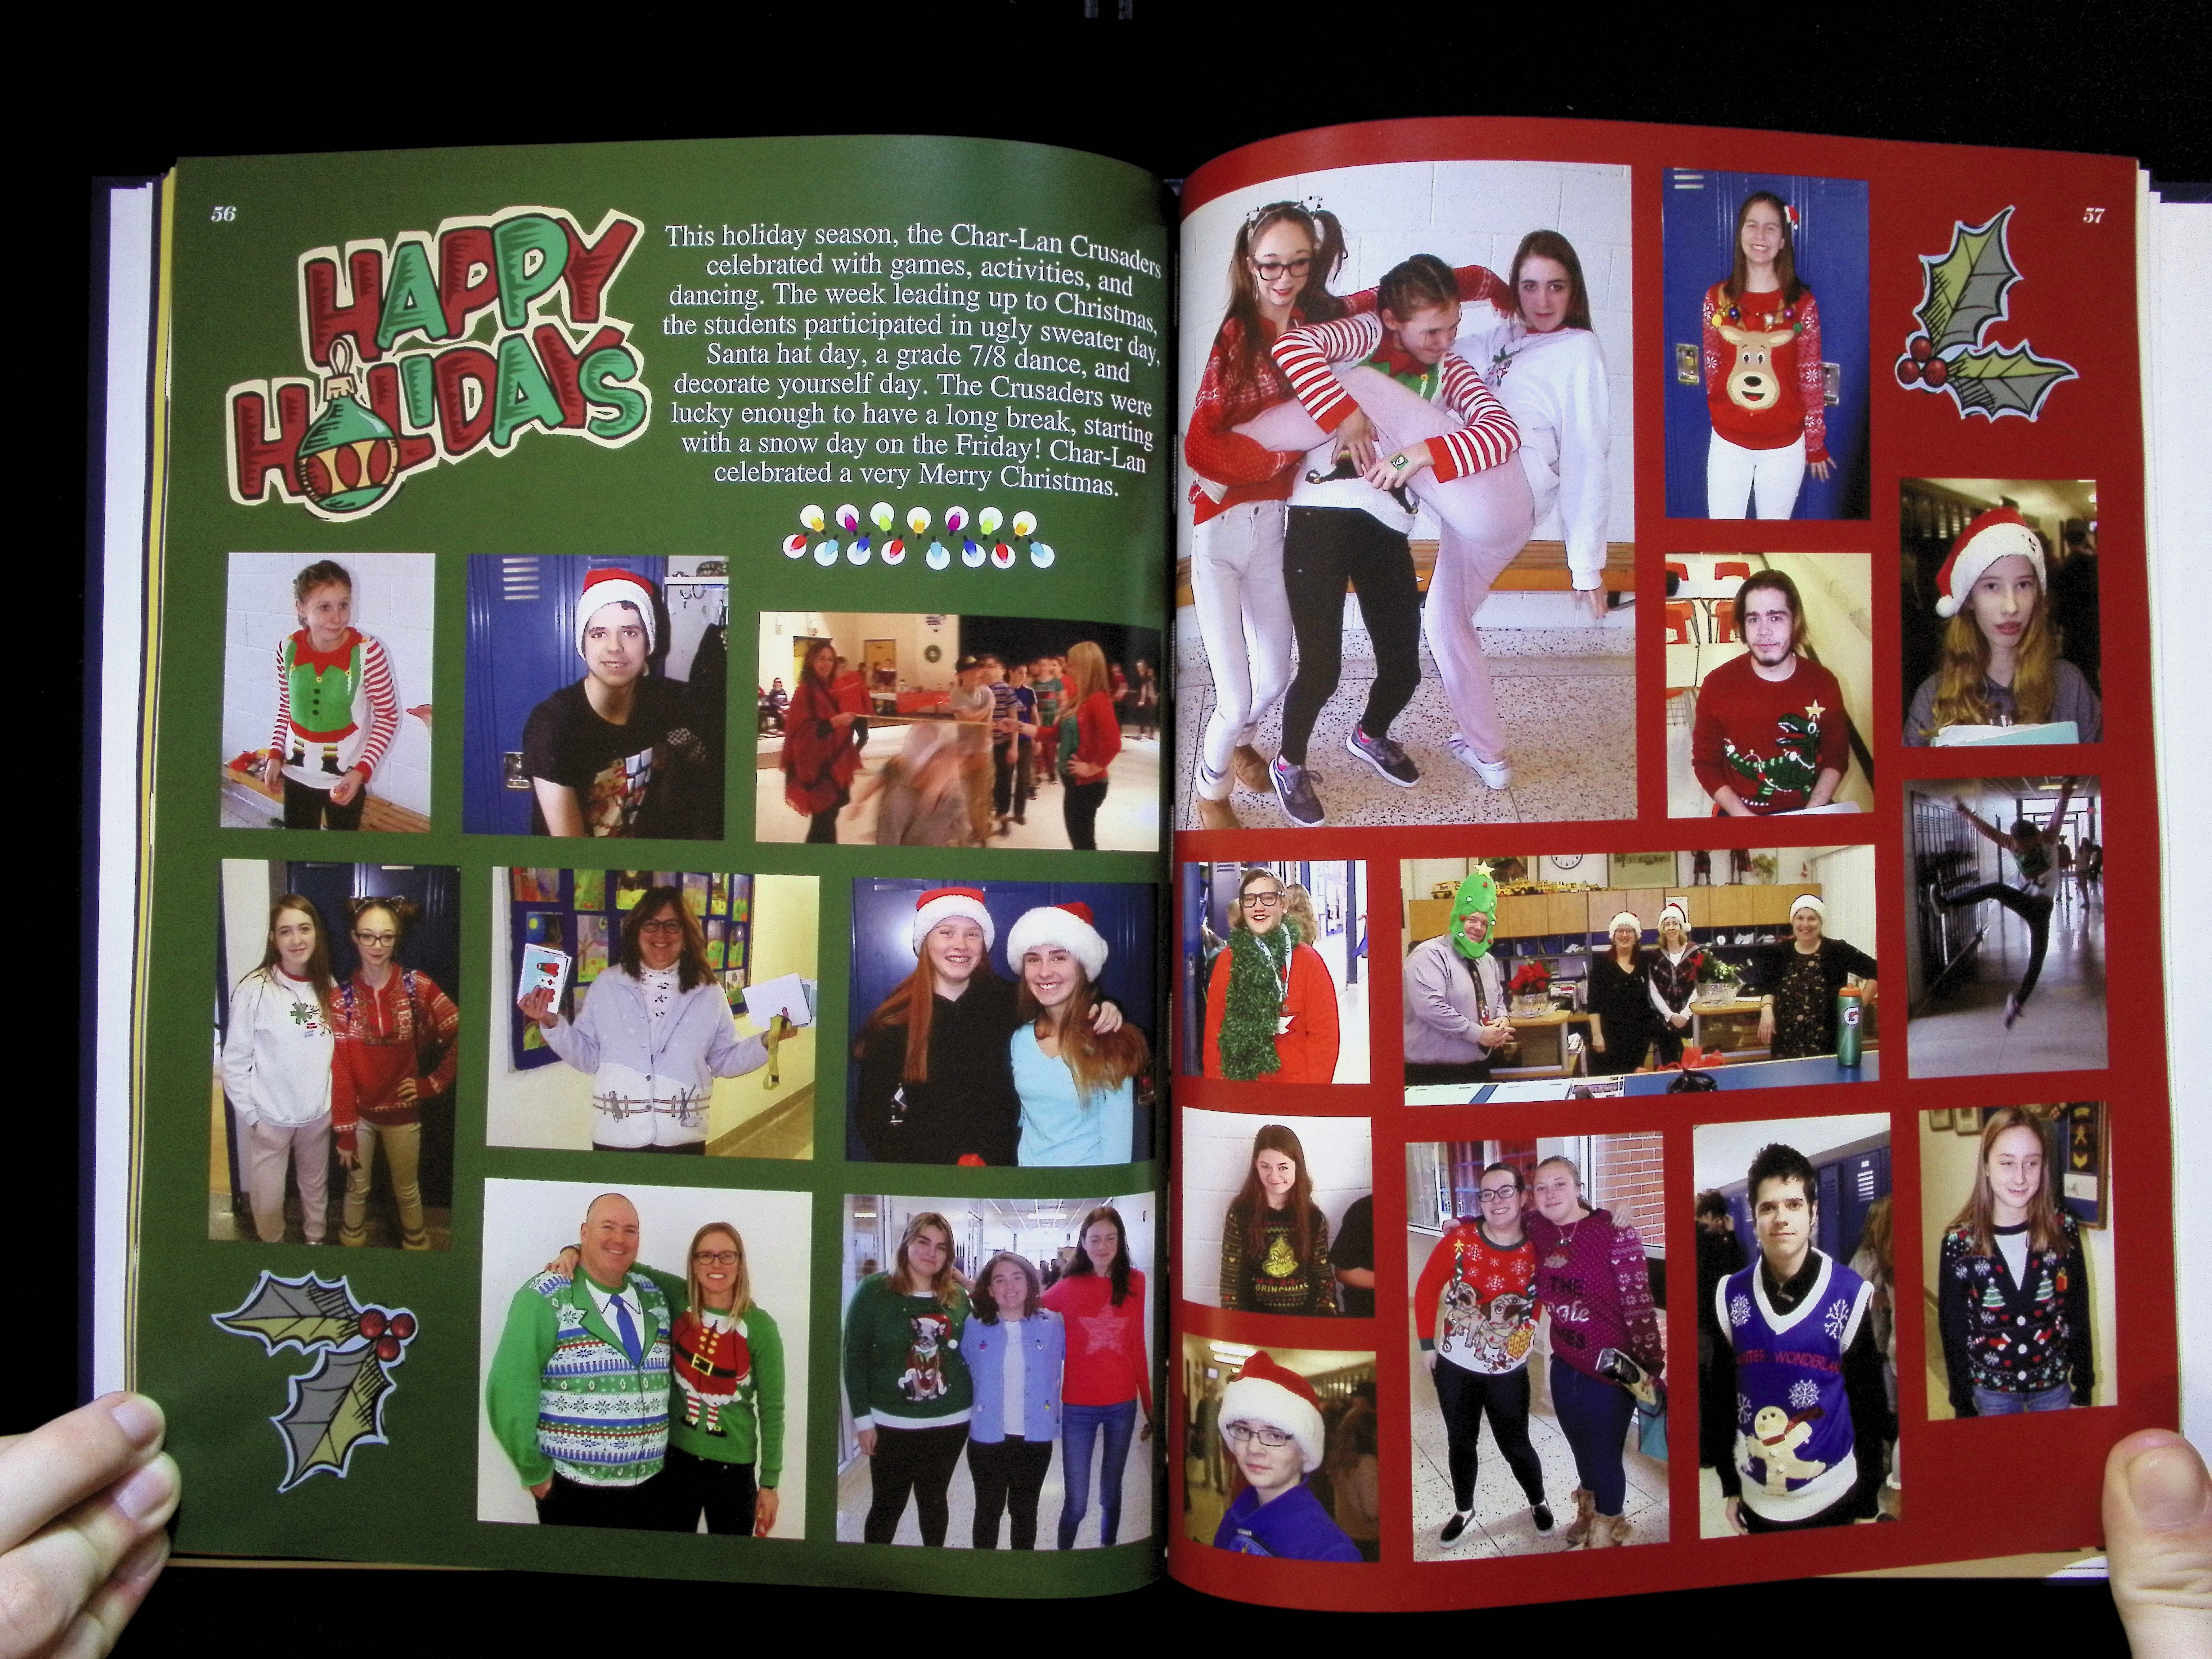 56
HAPPY
HOLIDAYS
This holiday season, the Char-Lan Crusaders
celebrated with games, activities, and
dancing. The week leading up to Christmas,
the students participated in ugly sweater day,
Santa hat day, a grade 7/8 dance, and
decorate yourself day. The Crusaders were
lucky enough to have a long break, starting
with a snow day on the Friday! Char-Lan
celebrated a very Merry Christmas.
57
G
GRINCHMAS
THE
WONDERLAND